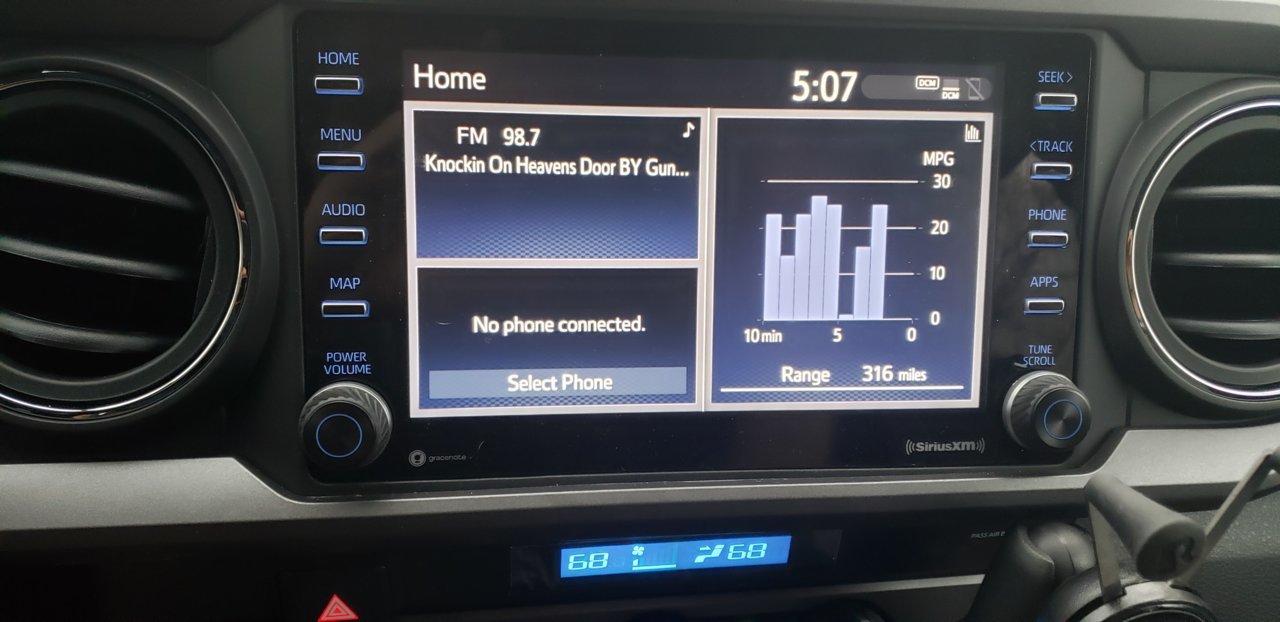 HOME
MENU
AUDIO
MAP
POWER
VOLUME
Home
5:07
DCM
DCM
FM 98.7
Knockin On Heavens Door BY Gun...
No phone connected.
Select Phone
MPG
30
20
10
0
10 min 5 0
Range 316 miles
SEEK >
< TRACK
PHONE
APPS
TUNE
SCROLL
gracenote
((SiriusXM))
68 68
PASS AIR